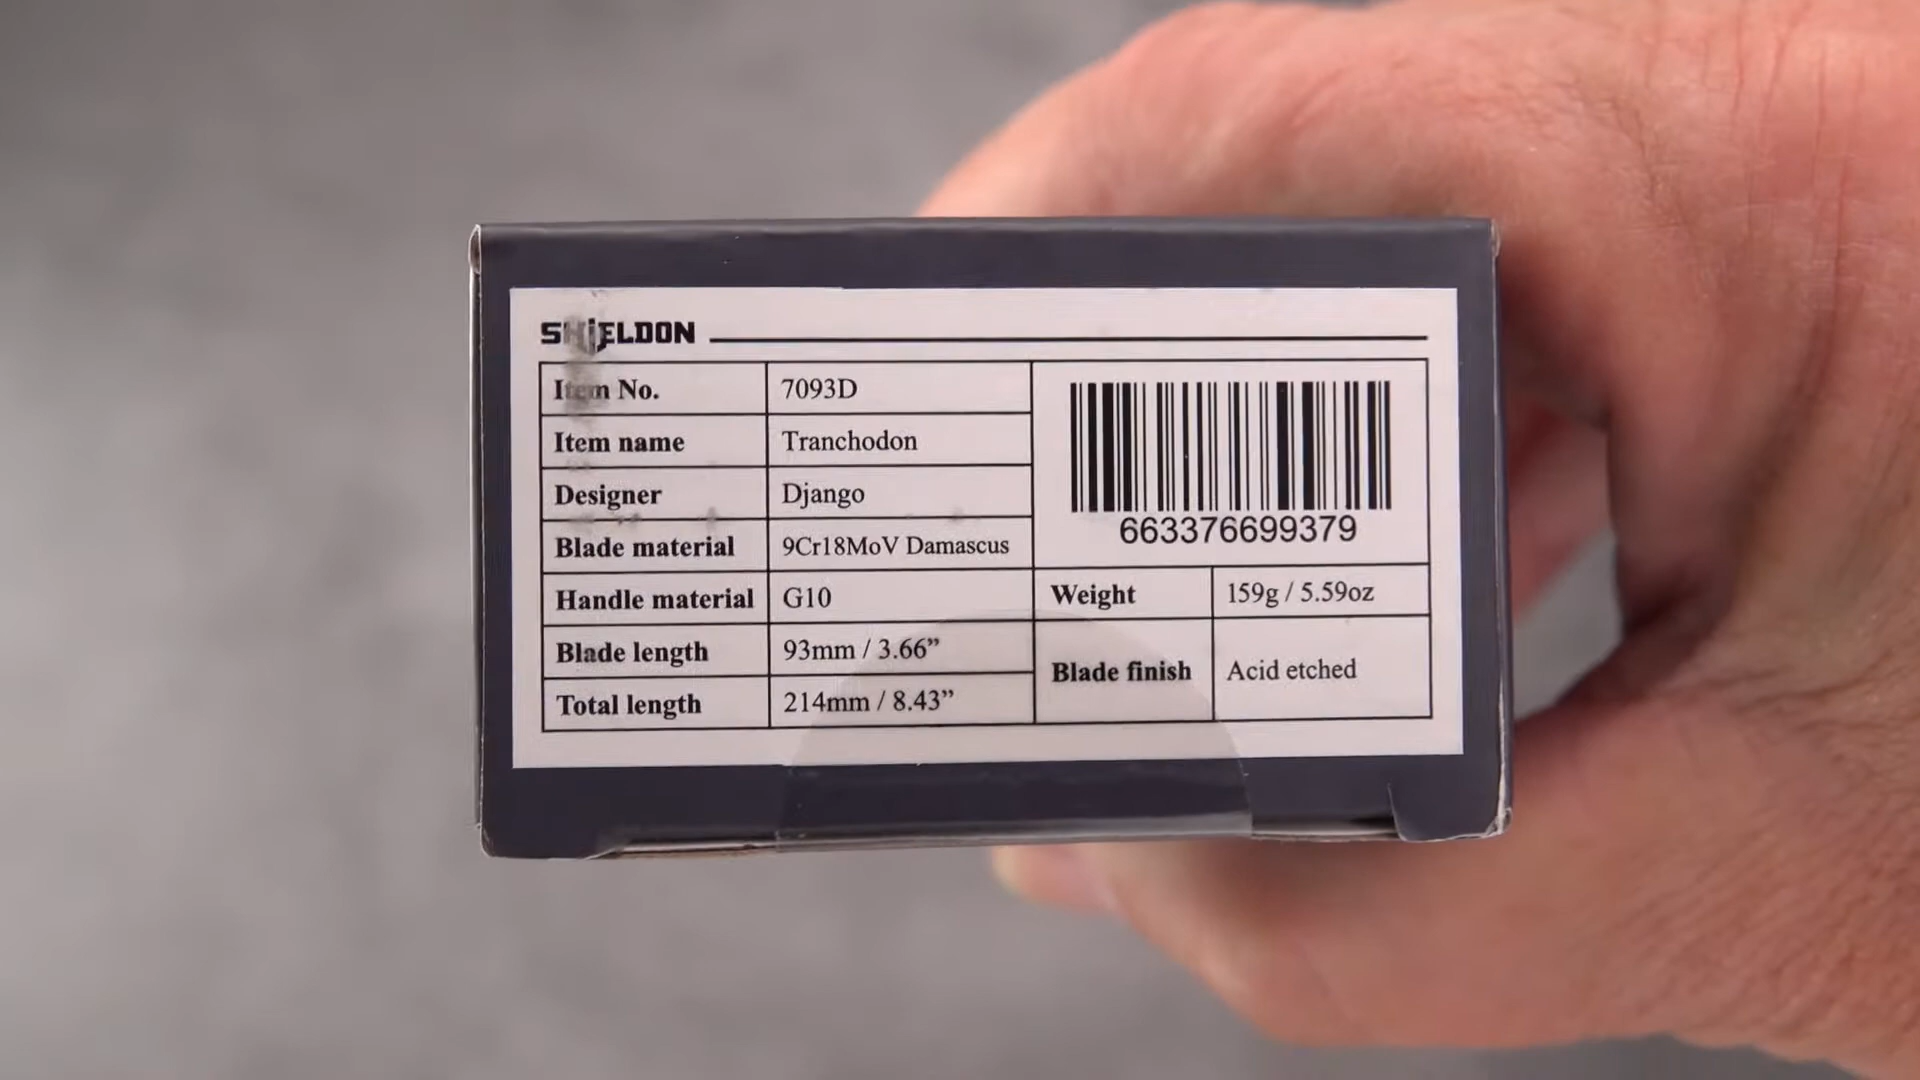 SHIELDON
Item No. 7093D
Item name Tranchodon
Designer Django
Blade material 9Cr18MoV Damascus
Handle material G10
Blade length 93mm / 3.66”
Total length 214mm / 8.43”
663376699379
Weight 159g / 5.59oz
Blade finish Acid etched